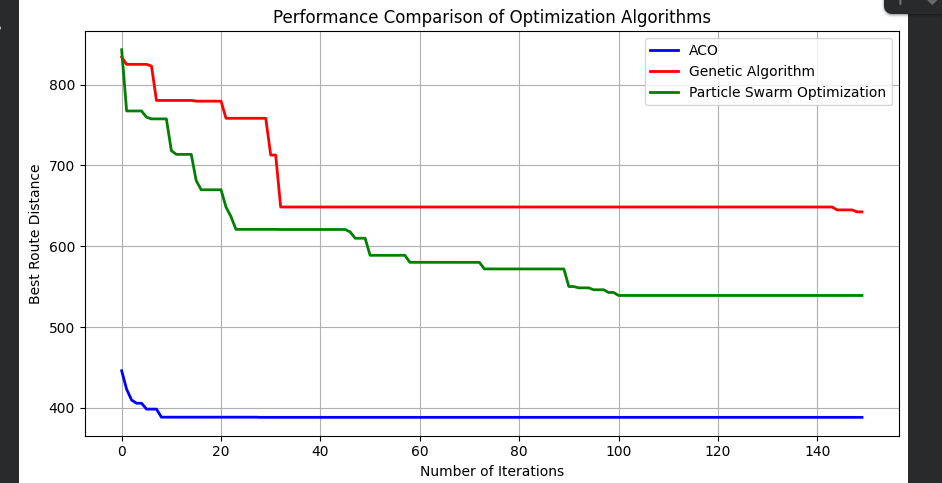 Performance Comparison of Optimization Algorithms
ACO
Genetic Algorithm
Particle Swarm Optimization
Best Route Distance
800
700
600
500
400
0 20 40 60 80 100 120 140
Number of Iterations